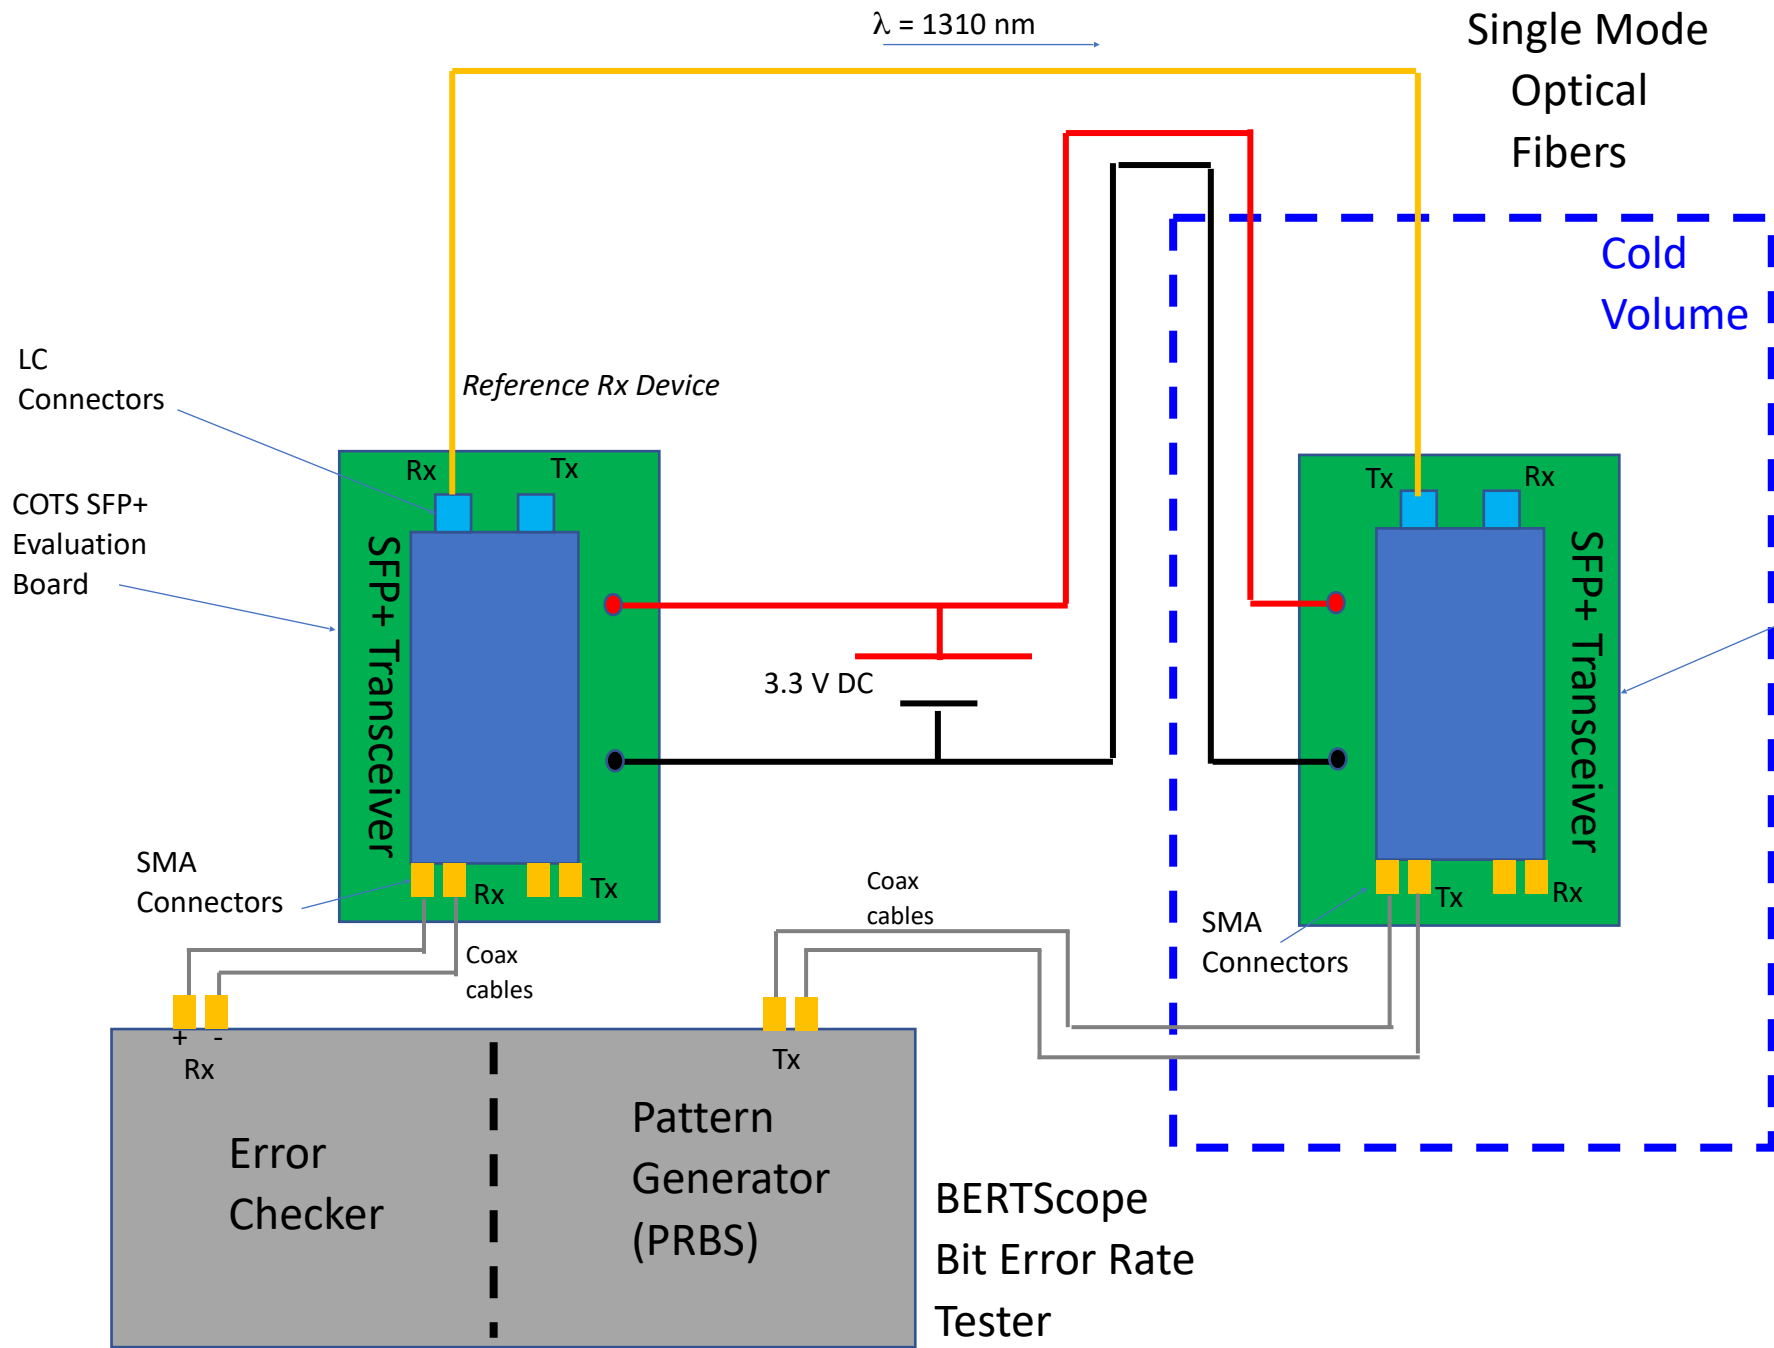 λ = 1310 nm
Single Mode
Optical
Fibers
Cold
Volume
LC
Connectors
Reference Rx Device
COTS SFP+
Evaluation
Board
Rx
Tx
SFP+ Transceiver
Tx
Rx
SFP+ Transceiver
3.3 V DC
SMA
Connectors
Rx
Tx
Coax
cables
Coax
cables
SMA
Connectors
Tx
Rx
+ -
Rx
Tx
Error
Checker
Pattern
Generator
(PRBS)
BERTScope
Bit Error Rate
Tester